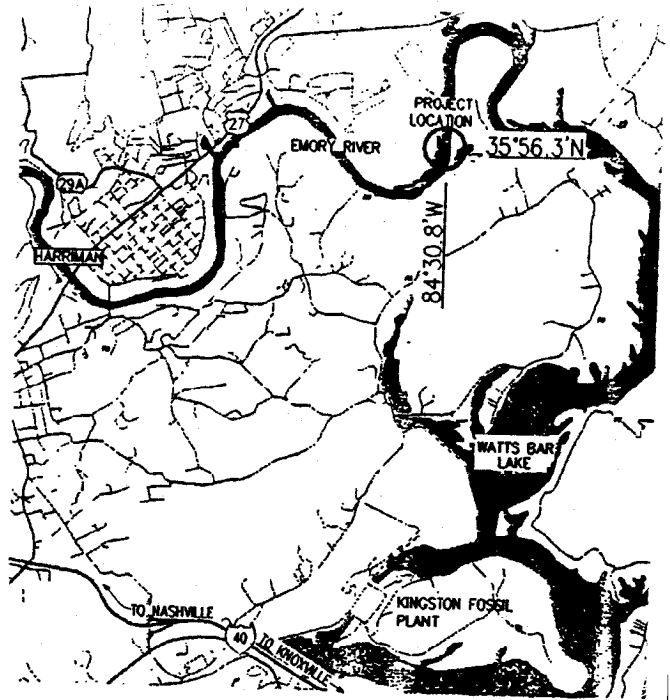 PROJECT
LOCATION
27
EMORY RIVER
35°56.3'N
29A
84°30.8'W
HARRIMAN
WATTS BAR
LAKE
KINGSTON FOSSIL
PLANT
TO NASHVILLE
40
TO KNOXVILLE